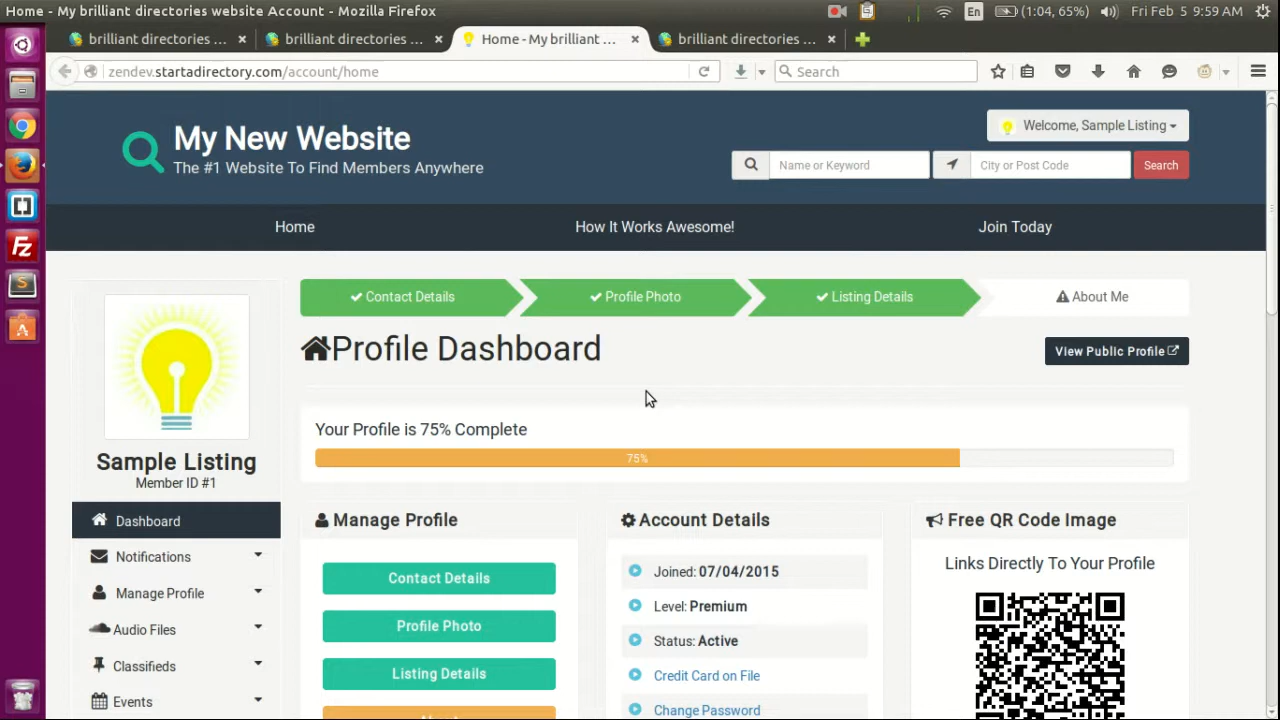 Home - My brilliant directories website Account - Mozilla Firefox
En
(1:04, 65%)
Fri Feb 5 9:59 AM
brilliant directories ...
brilliant directories ...
Home - My brilliant ...
brilliant directories ...
zendev.startadirectory.com/account/home
Search
My New Website
The #1 Website To Find Members Anywhere
Welcome, Sample Listing
Name or Keyword
City or Post Code
Search
Home
How It Works Awesome!
Join Today
Contact Details
Profile Photo
Listing Details
About Me
Profile Dashboard
View Public Profile
Your Profile is 75% Complete
75%
Sample Listing
Member ID #1
Dashboard
Notifications
Manage Profile
Audio Files
Classifieds
Events
Manage Profile
Contact Details
Profile Photo
Listing Details
Account Details
Joined: 07/04/2015
Level: Premium
Status: Active
Credit Card on File
Change Password
Free QR Code Image
Links Directly To Your Profile